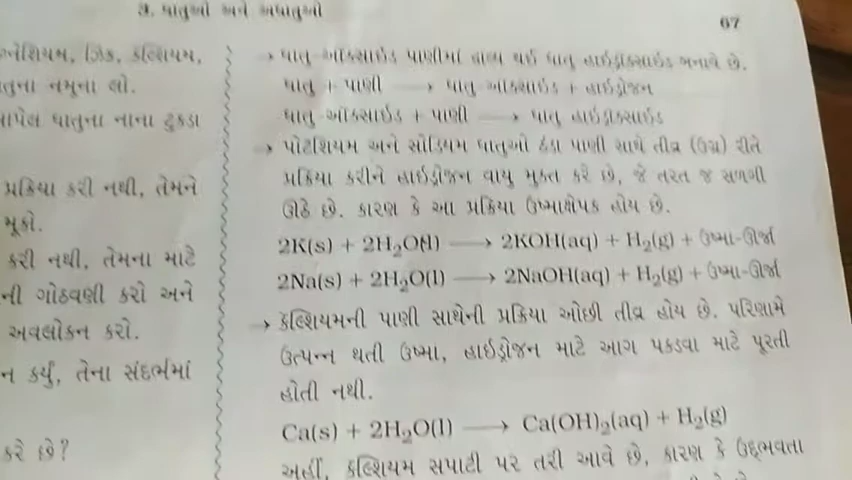 ૩. ધાતુઓ અને અધાતુઓ
67
ગ્નેશિયમ, ઝિંક, કૅલ્શિયમ,
તુના નમૂના લો.
ાપેલ ધાતુના નાના ટુકડા
પ્રક્રિયા કરી નથી, તેમને
મૂકો.
કરી નથી, તેમના માટે
ની ગોઠવણી કરો અને
અવલોકન કરો.
ન કર્યું, તેના સંદર્ભમાં
કરે છે?
→ ધાતુ ઑક્સાઇડ પાણીમાં દ્રાવ્ય થઈ ધાતુ હાઇડ્રૉક્સાઇડ બનાવે છે.
ધાતુ + પાણી ⟶ ધાતુ ઑક્સાઇડ + હાઇડ્રોજન
ધાતુ ઑક્સાઇડ + પાણી ⟶ ધાતુ હાઇડ્રૉક્સાઇડ
→ પોટૅશિયમ અને સોડિયમ ધાતુઓ ઠંડા પાણી સાથે તીવ્ર (ઉગ્ર) રીતે
પ્રક્રિયા કરીને હાઇડ્રોજન વાયુ મુક્ત કરે છે, જે તરત જ સળગી
ઊઠે છે. કારણ કે આ પ્રક્રિયા ઉષ્માક્ષેપક હોય છે.
2K(s) + 2H₂O(l) ⟶ 2KOH(aq) + H₂(g) + ઉષ્મા-ઊર્જા
2Na(s) + 2H₂O(l) ⟶ 2NaOH(aq) + H₂(g) + ઉષ્મા-ઊર્જા
→ કૅલ્શિયમની પાણી સાથેની પ્રક્રિયા ઓછી તીવ્ર હોય છે. પરિણામે
ઉત્પન્ન થતી ઉષ્મા, હાઇડ્રોજન માટે આગ પકડવા માટે પૂરતી
હોતી નથી.
Ca(s) + 2H₂O(l) ⟶ Ca(OH)₂(aq) + H₂(g)
અહીં, કૅલ્શિયમ સપાટી પર તરી આવે છે, કારણ કે ઉદ્ભવતા